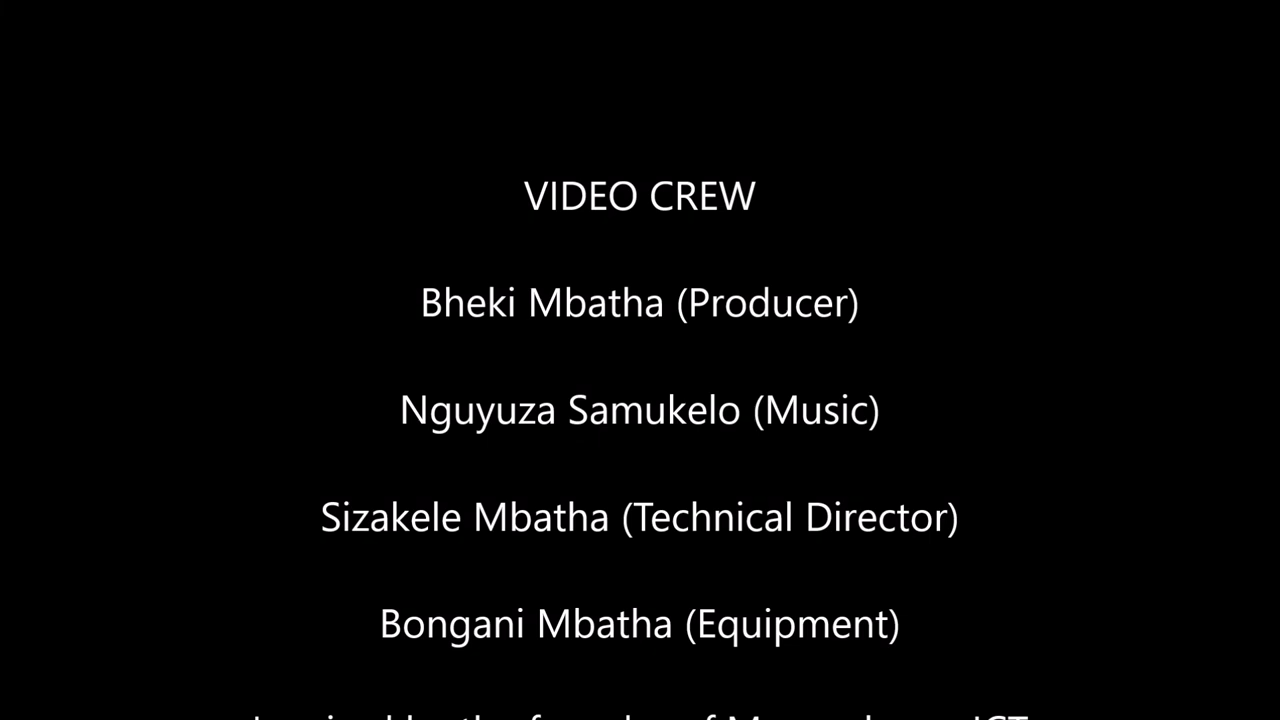 VIDEO CREW
Bheki Mbatha (Producer)
Nguyuza Samukelo (Music)
Sizakele Mbatha (Technical Director)
Bongani Mbatha (Equipment)